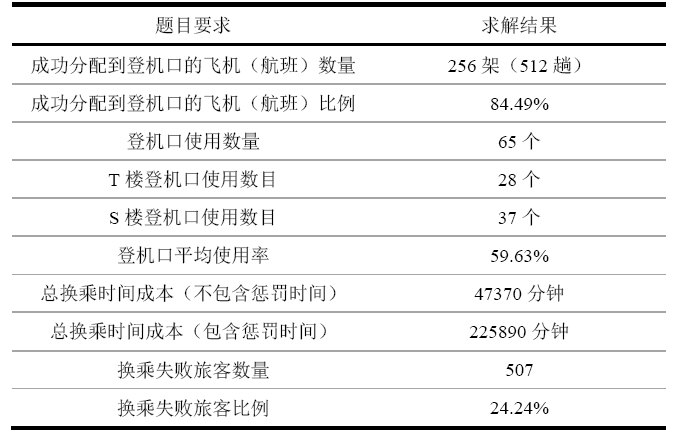 题目要求 求解结果
成功分配到登机口的飞机（航班）数量 256 架（512 趟）
成功分配到登机口的飞机（航班）比例 84.49%
登机口使用数量 65 个
T 楼登机口使用数目 28 个
S 楼登机口使用数目 37 个
登机口平均使用率 59.63%
总换乘时间成本（不包含惩罚时间） 47370 分钟
总换乘时间成本（包含惩罚时间） 225890 分钟
换乘失败旅客数量 507
换乘失败旅客比例 24.24%